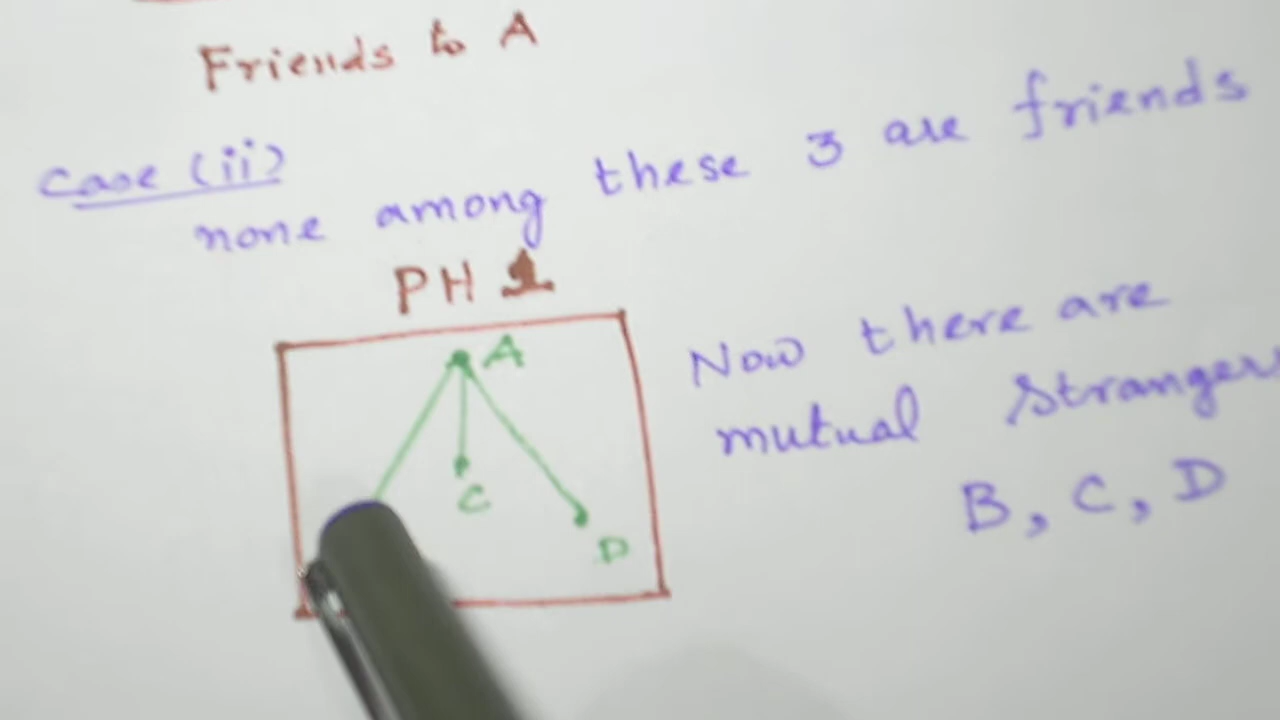 Friends to A
Case (ii)
none among these 3 are friends
PH 1
A
C
D
Now there are
mutual strangers
B, C, D